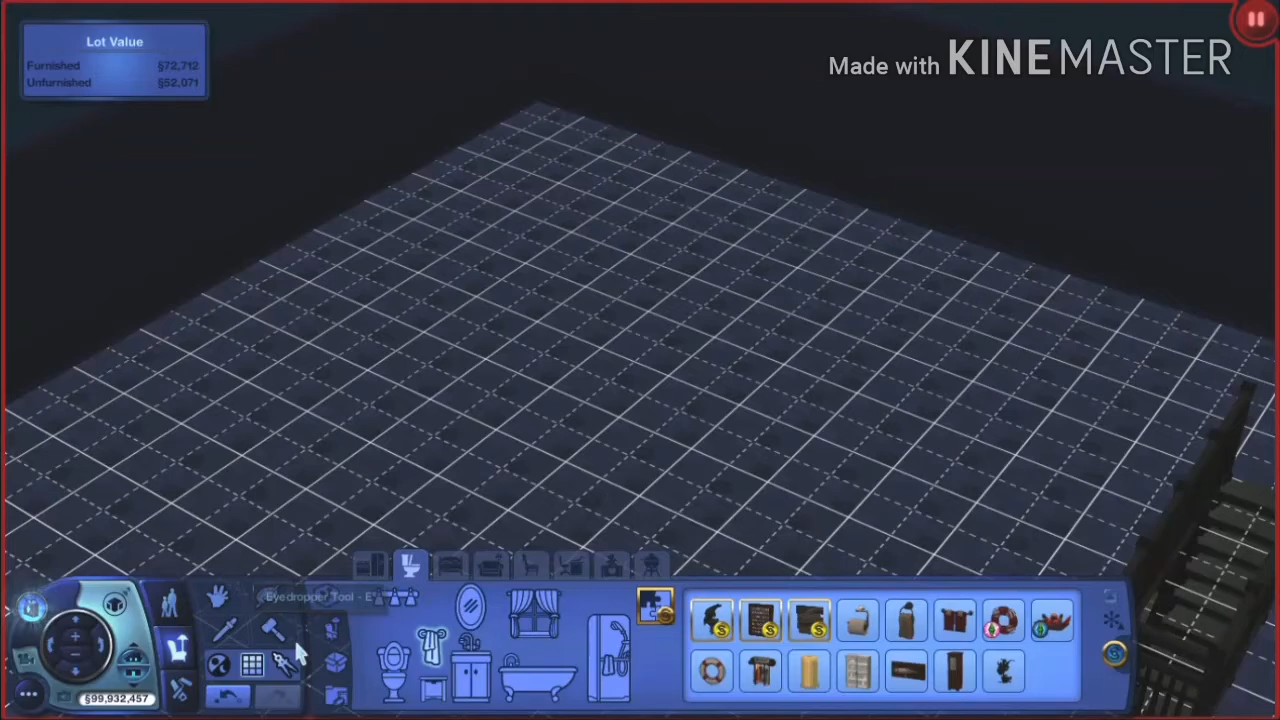 Lot Value
Furnished §72,712
Unfurnished §52,071
Made with KINEMASTER
Eyedropper Tool - E
§99,932,457